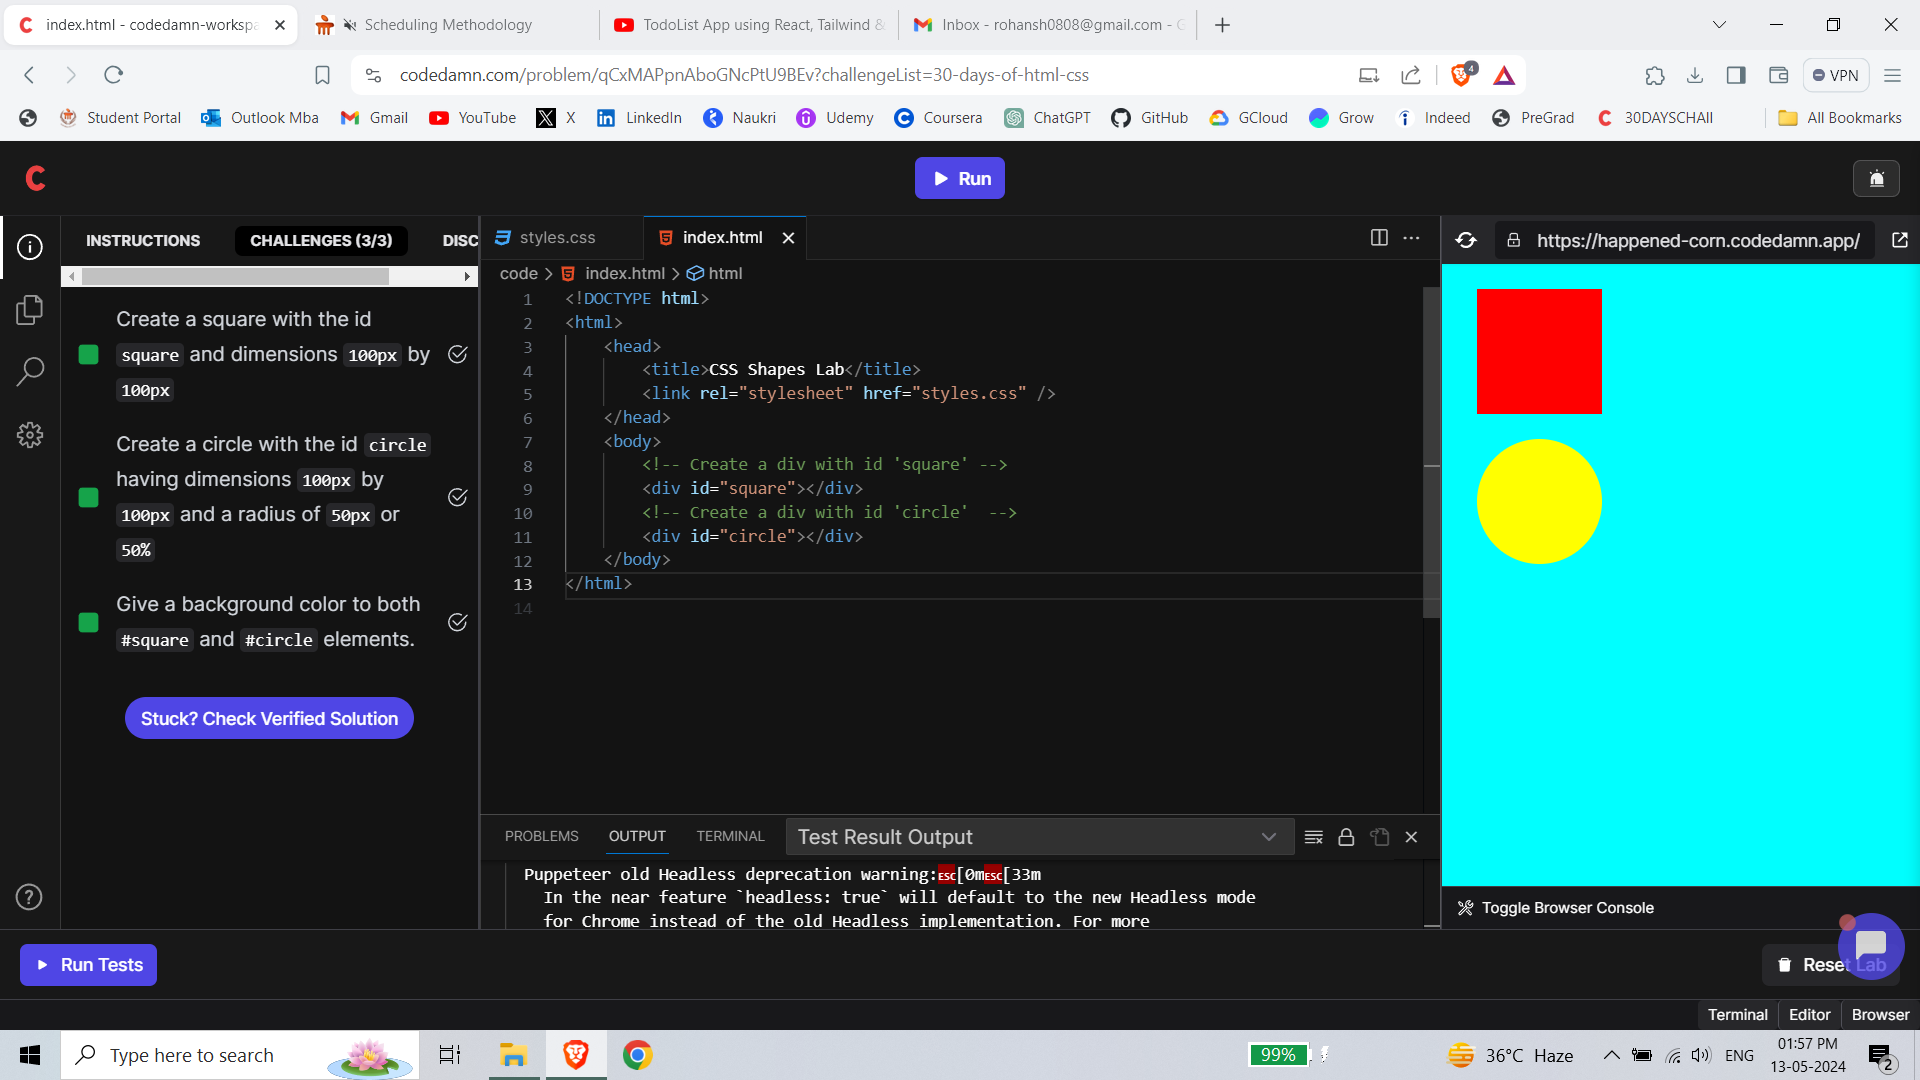 index.html - codedamn-workspa
Scheduling Methodology
TodoList App using React, Tailwind &
Inbox - rohansh0808@gmail.com - G
codedamn.com/problem/qCxMAPpnAboGNcPtU9BEv?challengeList=30-days-of-html-css
4
VPN
Student Portal
Outlook Mba
Gmail
YouTube
X
LinkedIn
Naukri
Udemy
Coursera
ChatGPT
GitHub
GCloud
Grow
Indeed
PreGrad
30DAYSCHAll
All Bookmarks
Run
INSTRUCTIONS
CHALLENGES (3/3)
DISC
Create a square with the id
square and dimensions 100px by
100px
Create a circle with the id circle
having dimensions 100px by
100px and a radius of 50px or
50%
Give a background color to both
#square and #circle elements.
Stuck? Check Verified Solution
styles.css
index.html
code > index.html > html
1 <!DOCTYPE html>
2 <html>
3 <head>
4 <title>CSS Shapes Lab</title>
5 <link rel="stylesheet" href="styles.css" />
6 </head>
7 <body>
8 <!-- Create a div with id 'square' -->
9 <div id="square"></div>
10 <!-- Create a div with id 'circle'  -->
11 <div id="circle"></div>
12 </body>
13 </html>
14
PROBLEMS
OUTPUT
TERMINAL
Test Result Output
Puppeteer old Headless deprecation warning:ESC[0mESC[33m
In the near feature `headless: true` will default to the new Headless mode
for Chrome instead of the old Headless implementation. For more
https://happened-corn.codedamn.app/
Toggle Browser Console
Run Tests
Reset Lab
Terminal
Editor
Browser
Type here to search
99%
36°C Haze
ENG
01:57 PM
13-05-2024
2